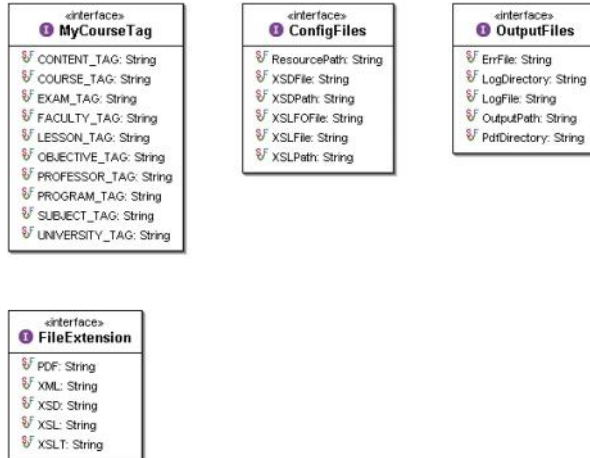 «interface»
MyCourseTag
CONTENT_TAG: String
COURSE_TAG: String
EXAM_TAG: String
FACULTY_TAG: String
LESSON_TAG: String
OBJECTIVE_TAG: String
PROFESSOR_TAG: String
PROGRAM_TAG: String
SUBJECT_TAG: String
UNIVERSITY_TAG: String
«interface»
ConfigFiles
ResourcePath: String
XSDFile: String
XSDPath: String
XSLFOFile: String
XSLFile: String
XSLPath: String
«interface»
OutputFiles
ErrFile: String
LogDirectory: String
LogFile: String
OutputPath: String
PdfDirectory: String
«interface»
FileExtension
PDF: String
XML: String
XSD: String
XSL: String
XSLT: String